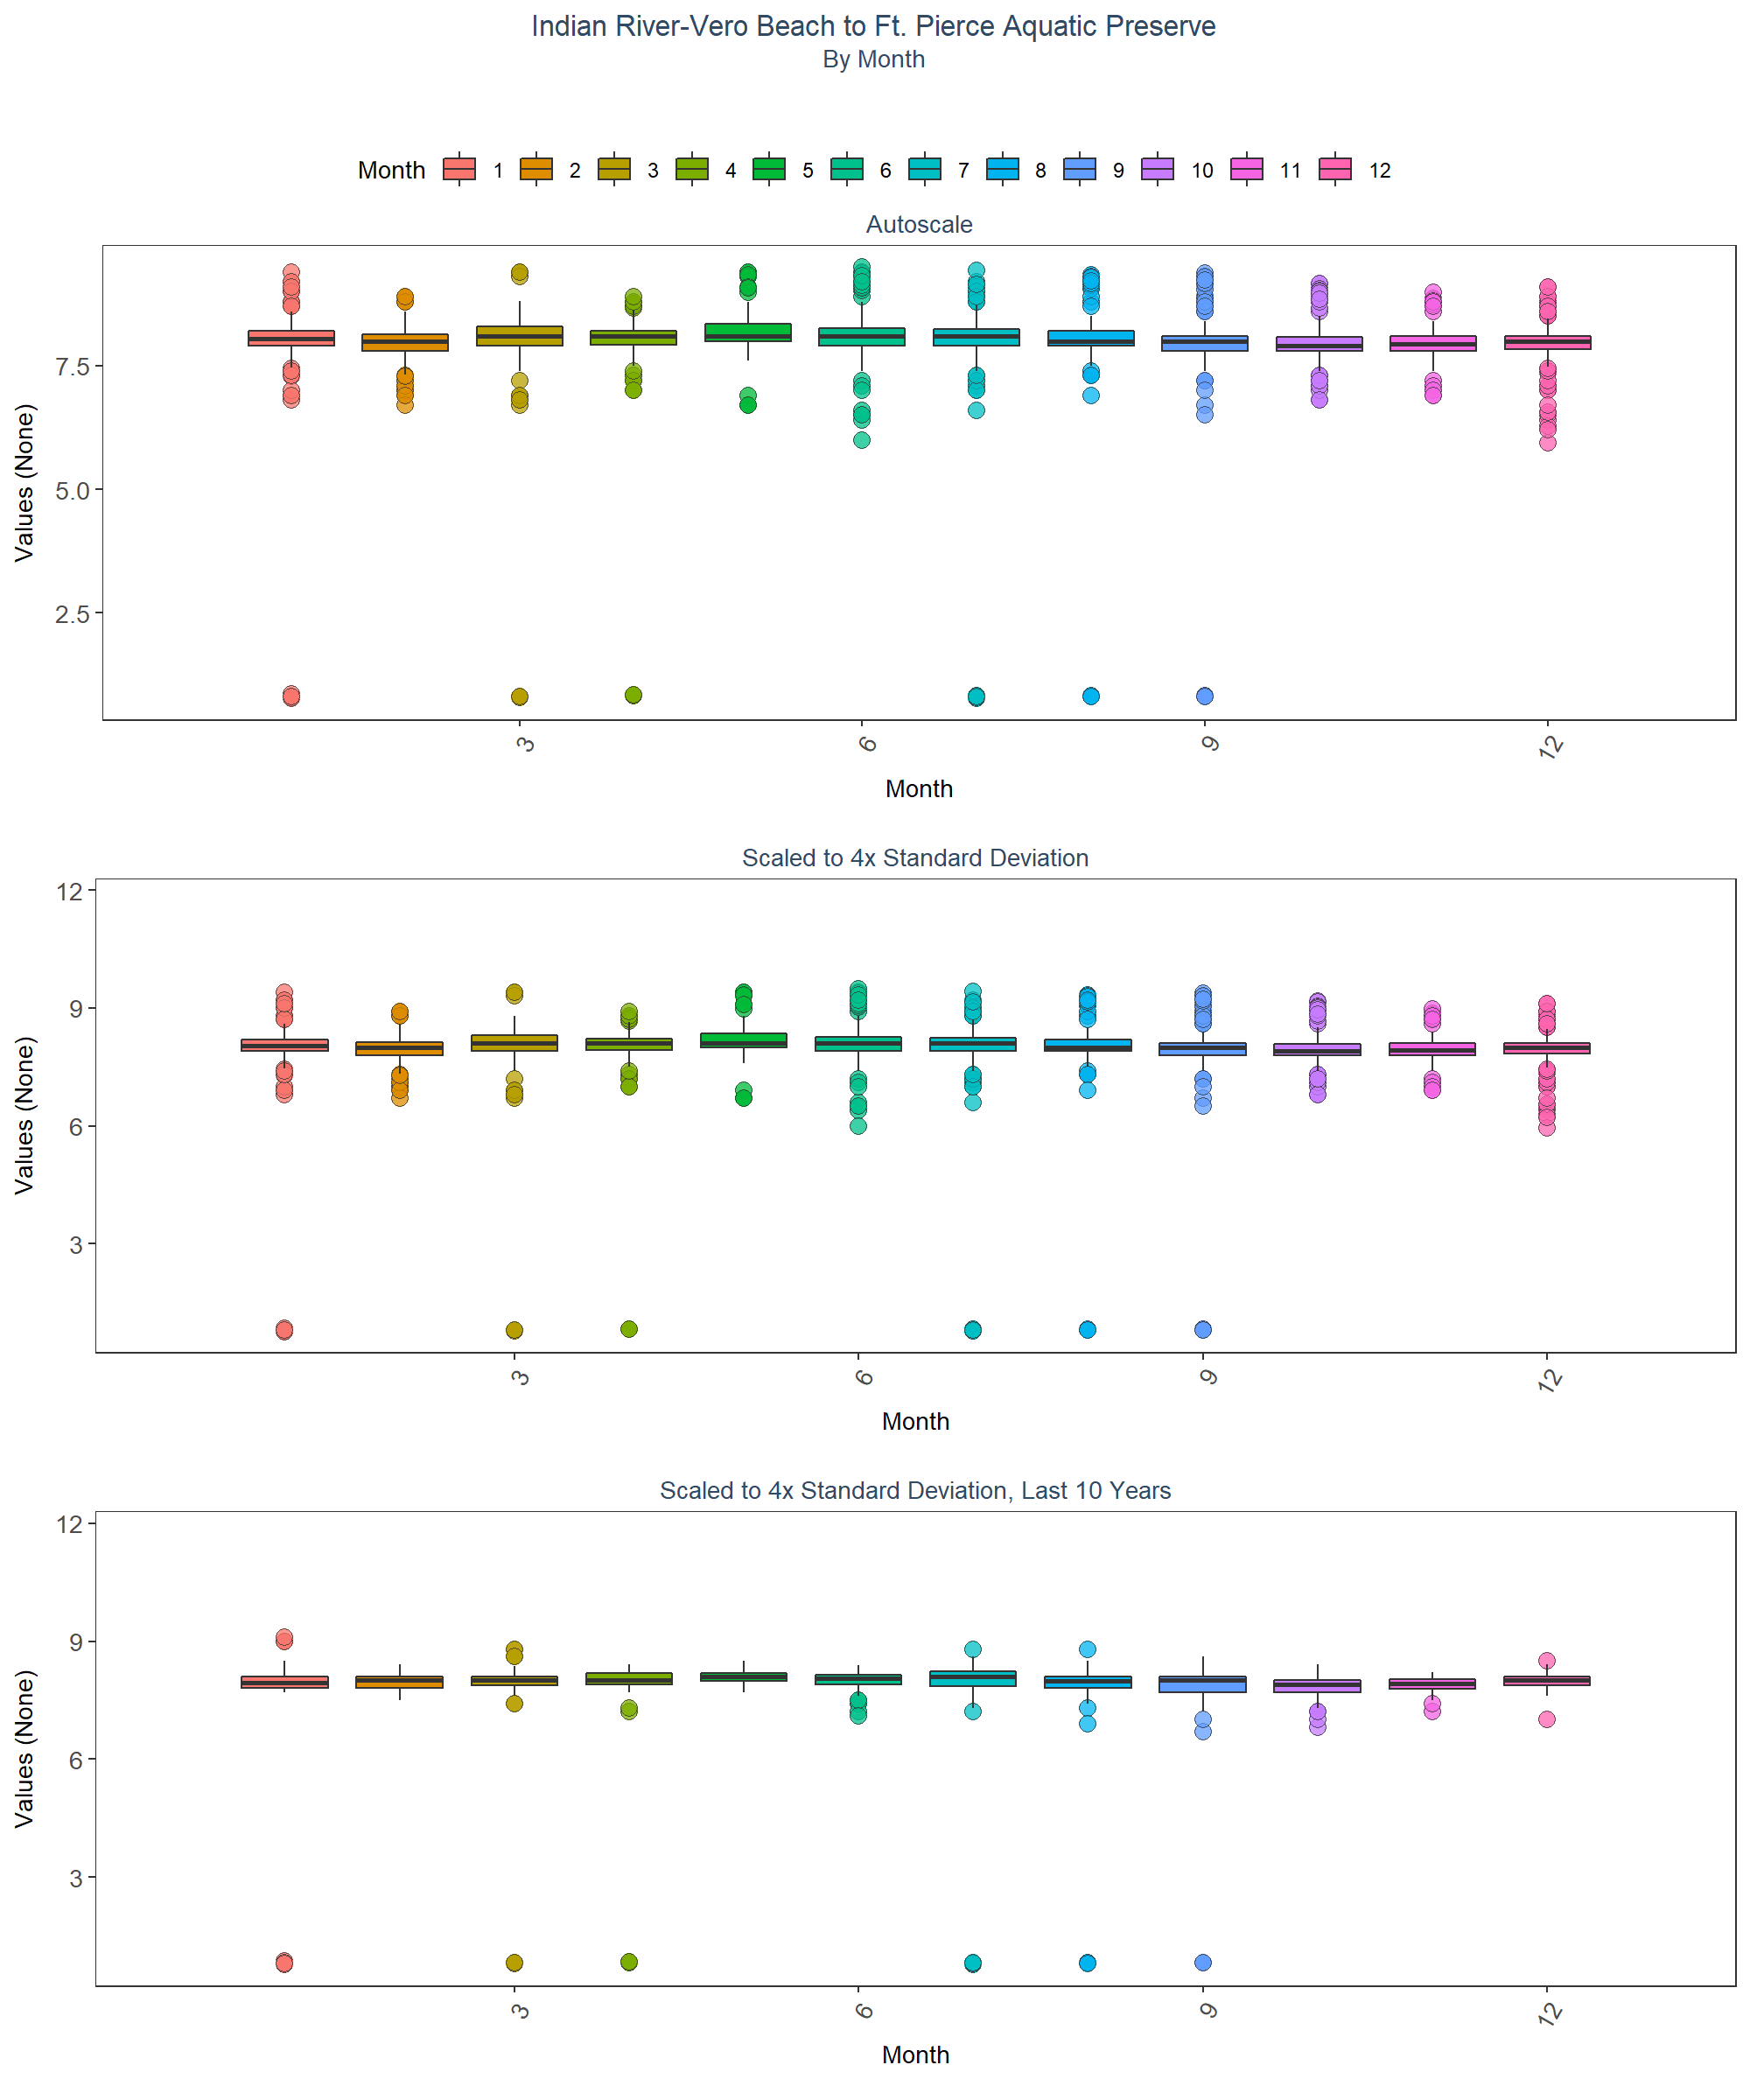 Indian River-Vero Beach to Ft. Pierce Aquatic Preserve
By Month
Month 1 2 3 4 5 6 7 8 9 10 11 12
Autoscale
Values (None)
7.5
5.0
2.5
3 6 9 12
Month
Scaled to 4x Standard Deviation
Values (None)
12
9
6
3
3 6 9 12
Month
Scaled to 4x Standard Deviation, Last 10 Years
Values (None)
12
9
6
3
3 6 9 12
Month